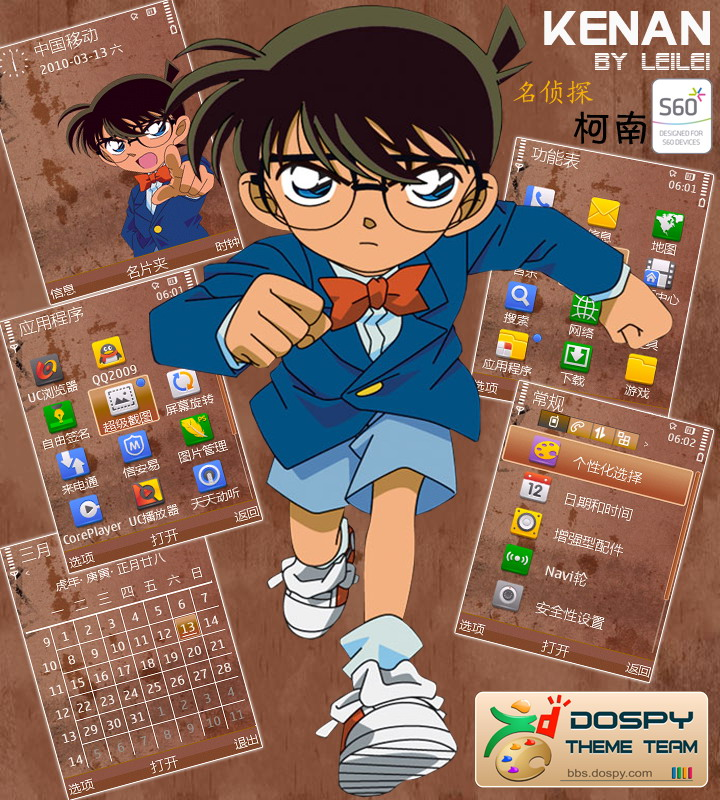 KENAN
BY LEILEI
名侦探
柯南
S60
DESIGNED FOR
S60 DEVICES
中国移动
2010-03-13 六
信息
名片夹
时钟
功能表
06:01
信息
地图
音乐
搜索
网络
应用程序
下载
游戏
选项
应用程序
06:01
UC浏览器
QQ2009
自由签名
超级截图
屏幕旋转
来电通
信安易
图片管理
CorePlayer
UC播放器
天天动听
选项
打开
返回
常规
06:02
个性化选择
12
日期和时间
增强型配件
Navi轮
安全性设置
选项
打开
返回
三月
虎年·庚寅·正月廿八
一 二 三 四 五 六 日
9 1 2 3 4 5 6 7
10 8 9 10 11 12 13 14
11 15 16 17 18 19 20 21
12 22 23 24 25 26 27 28
13 29 30 31 1 2 3 4
14 5 6 7 8 9 10 11
选项
打开
退出
DOSPY
THEME TEAM
bbs.dospy.com